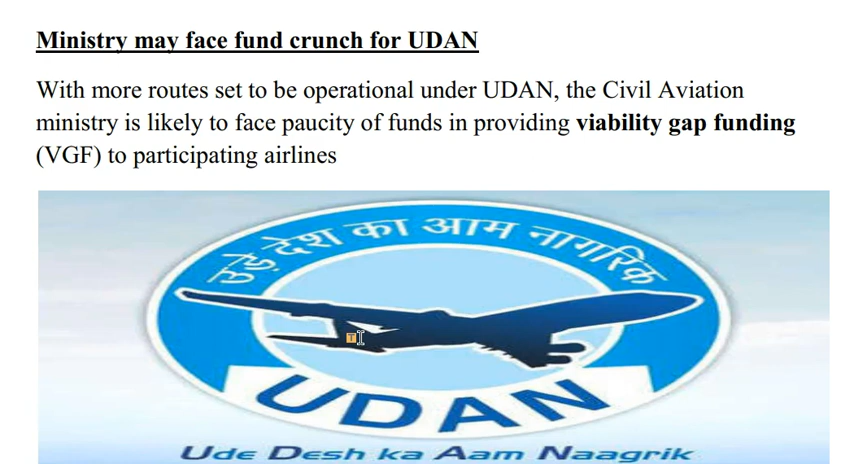 Ministry may face fund crunch for UDAN
With more routes set to be operational under UDAN, the Civil Aviation
ministry is likely to face paucity of funds in providing viability gap funding
(VGF) to participating airlines
उड़े देश का आम नागरिक
UDAN
Ude Desh ka Aam Naagrik